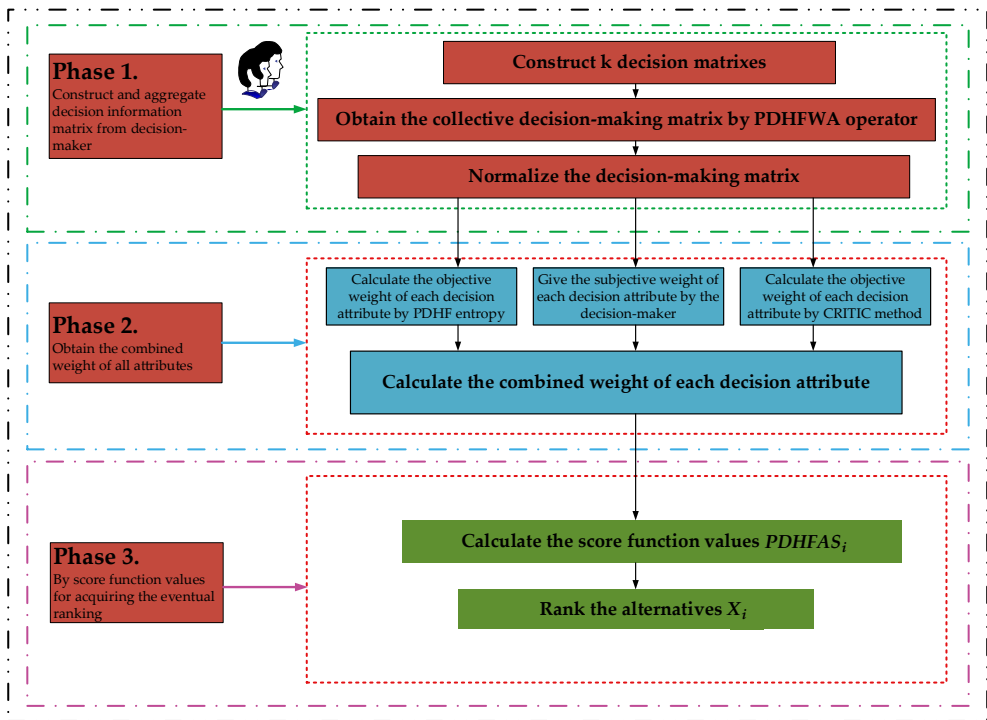 Phase 1.
Construct and aggregate
decision information
matrix from decision-
maker
Construct k decision matrixes
Obtain the collective decision-making matrix by PDHFWA operator
Normalize the decision-making matrix
Phase 2.
Obtain the combined
weight of all attributes
Calculate the objective
weight of each decision
attribute by PDHF entropy
Give the subjective weight
of each decision attribute by the
decision-maker
Calculate the objective
weight of each decision
attribute by CRITIC method
Calculate the combined weight of each decision attribute
Phase 3.
By score function values
for acquiring the eventual
ranking
Calculate the score function values PDHFAS_i
Rank the alternatives X_i